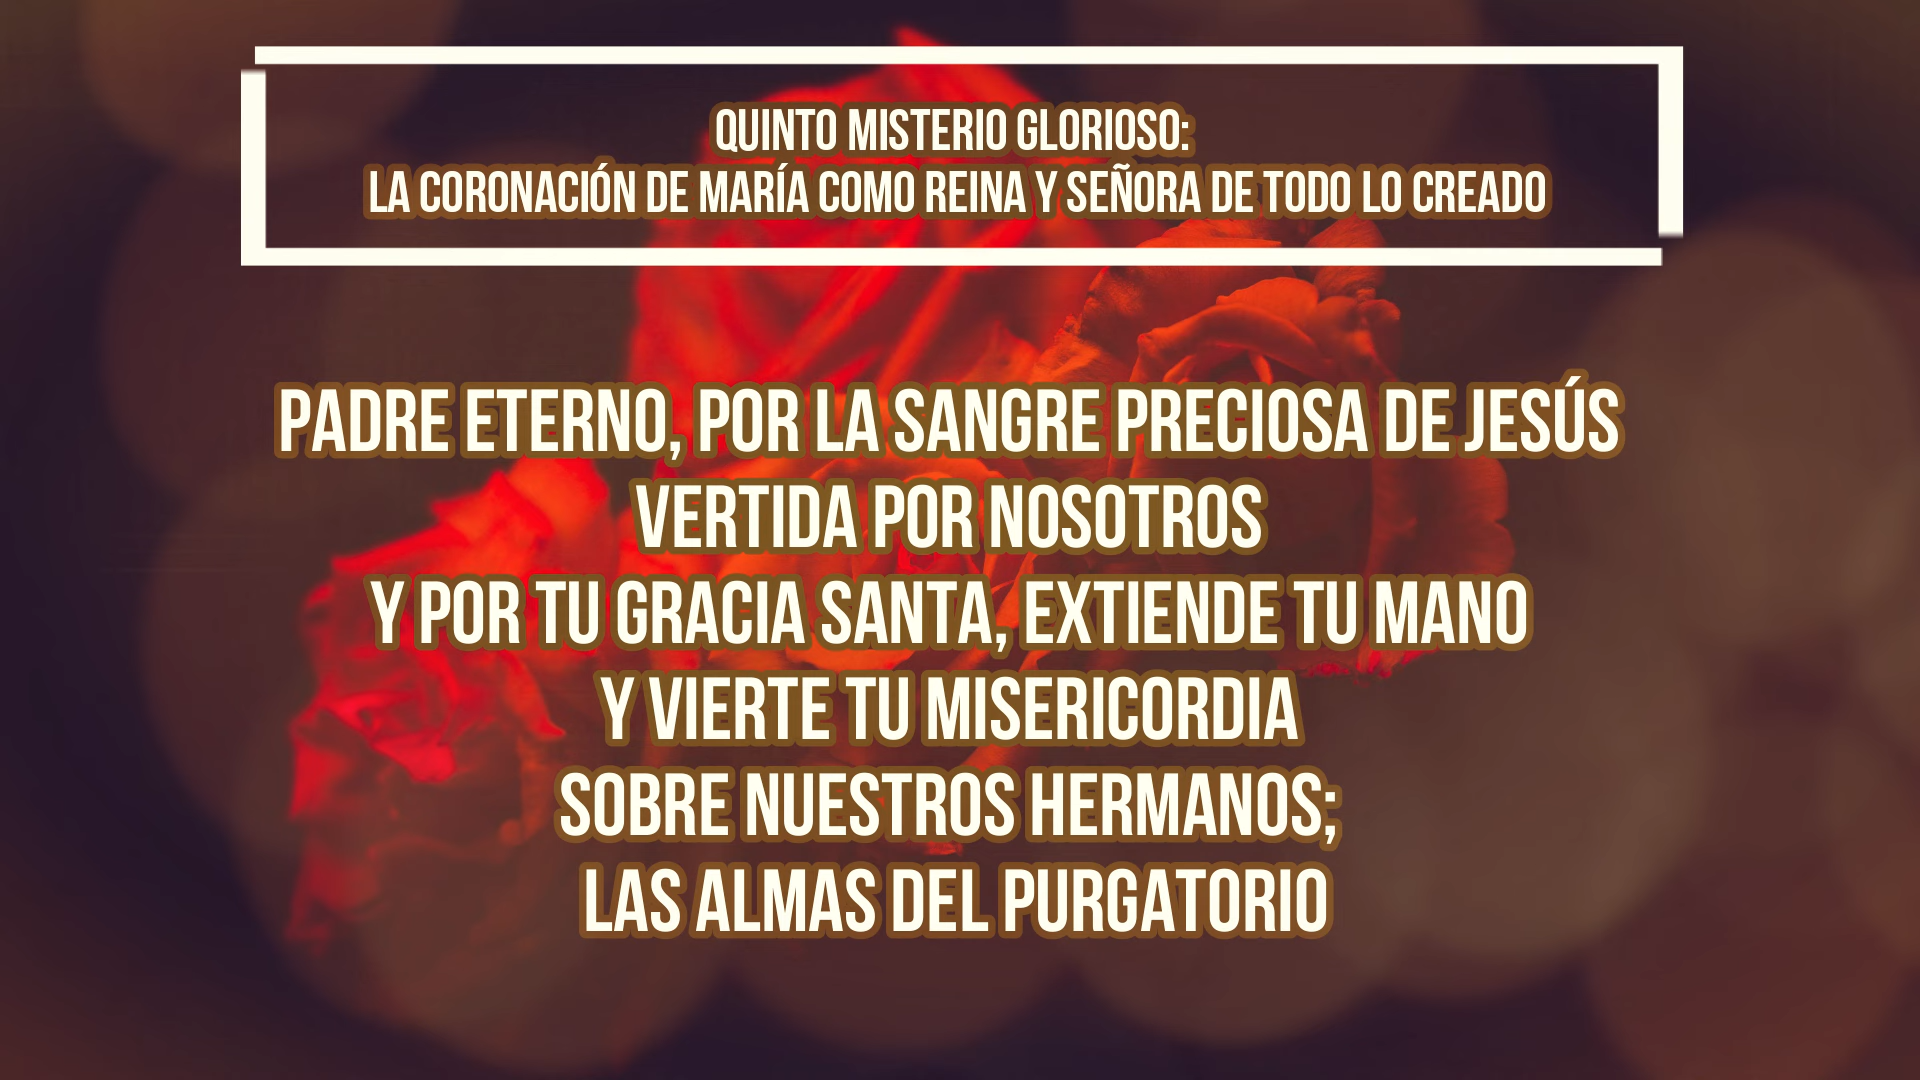 QUINTO MISTERIO GLORIOSO:
LA CORONACIÓN DE MARÍA COMO REINA Y SEÑORA DE TODO LO CREADO
PADRE ETERNO, POR LA SANGRE PRECIOSA DE JESÚS
VERTIDA POR NOSOTROS
Y POR TU GRACIA SANTA, EXTIENDE TU MANO
Y VIERTE TU MISERICORDIA
SOBRE NUESTROS HERMANOS;
LAS ALMAS DEL PURGATORIO